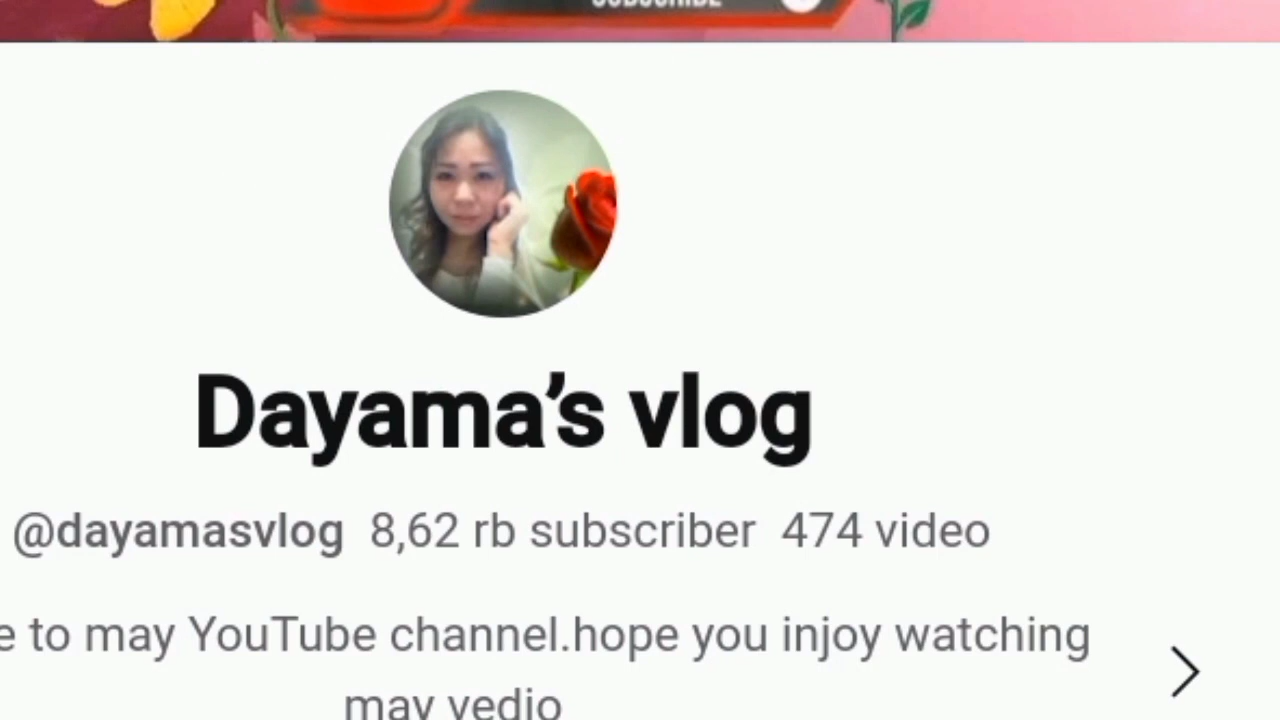 SUBSCRIBE
Dayama’s vlog
@dayamasvlog 8,62 rb subscriber 474 video
e to may YouTube channel.hope you injoy watching
may vedio